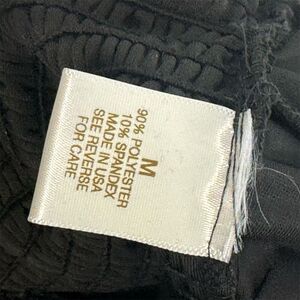 M
90% POLYESTER
10% SPANDEX
MADE IN USA
SEE REVERSE
FOR CARE